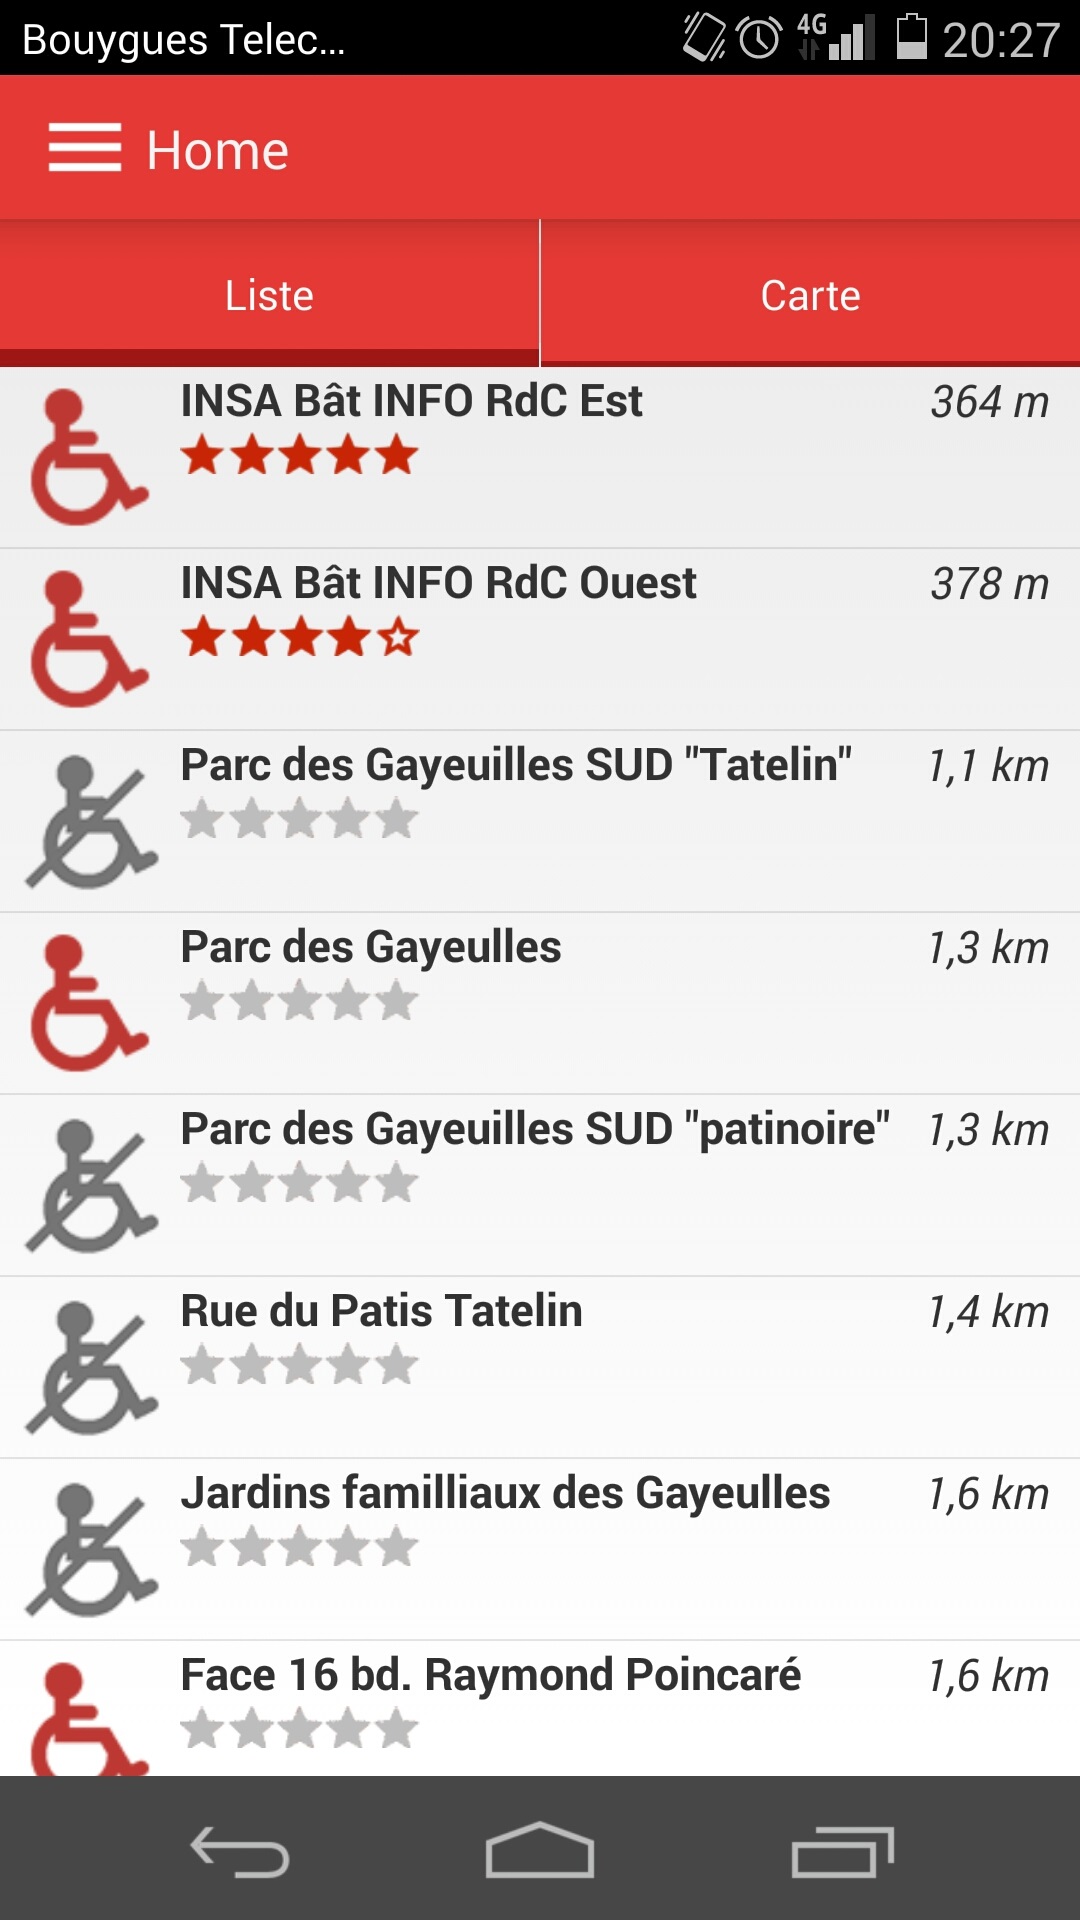 Bouygues Telec... 4G 20:27
Home
Liste Carte
INSA Bât INFO RdC Est 364 m
INSA Bât INFO RdC Ouest 378 m
Parc des Gayeuilles SUD "Tatelin" 1,1 km
Parc des Gayeulles 1,3 km
Parc des Gayeuilles SUD "patinoire" 1,3 km
Rue du Patis Tatelin 1,4 km
Jardins familliaux des Gayeulles 1,6 km
Face 16 bd. Raymond Poincaré 1,6 km